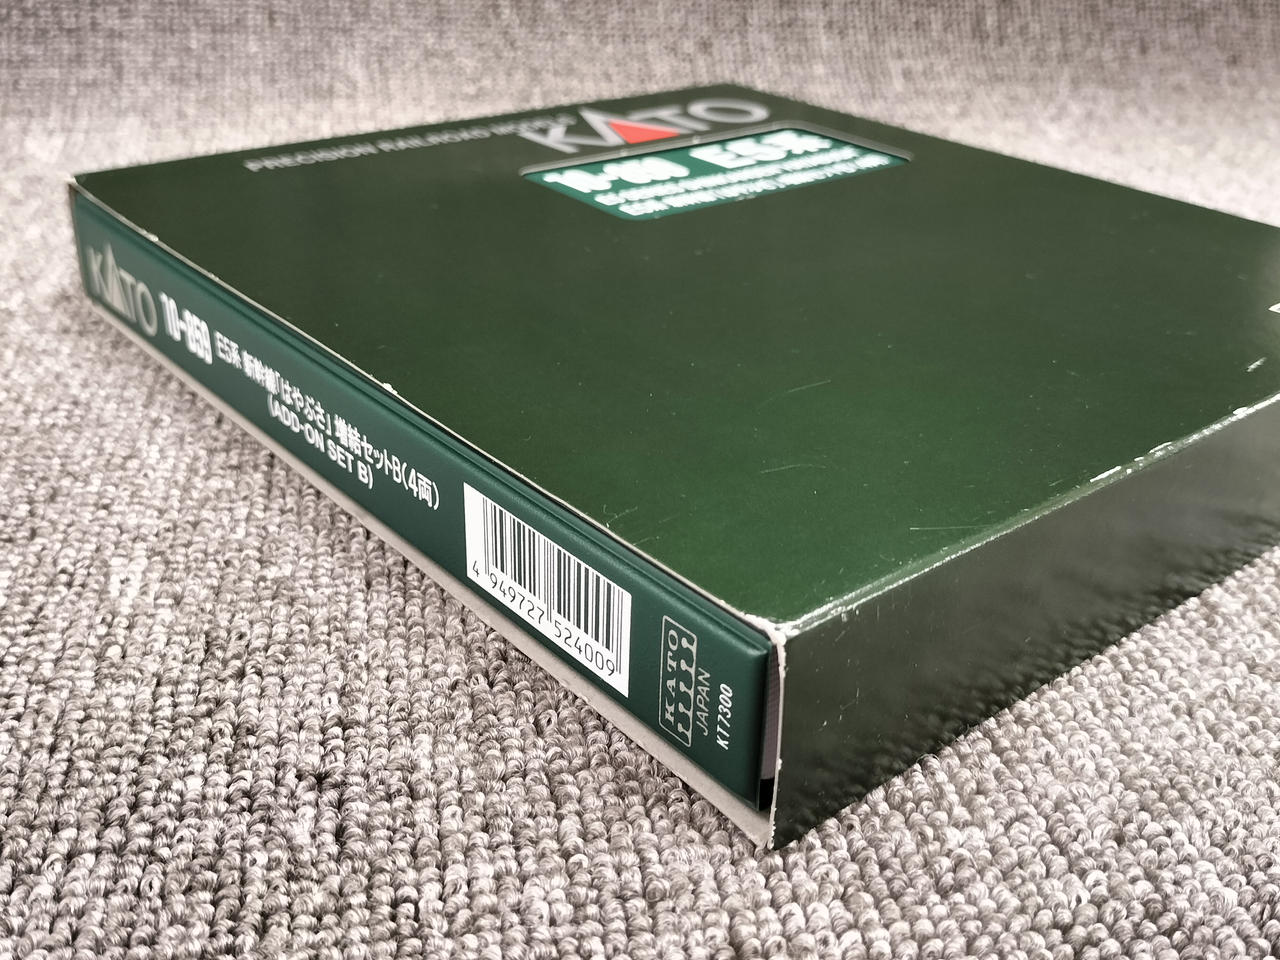 PRECISION RAILROAD MODELS
KATO
10-859 E5系
KATO 10-859 E5系 新幹線「はやぶさ」増結セットB(4両)
(ADD-ON SET B)
4 949727 524009
KATO
JAPAN
KT7300